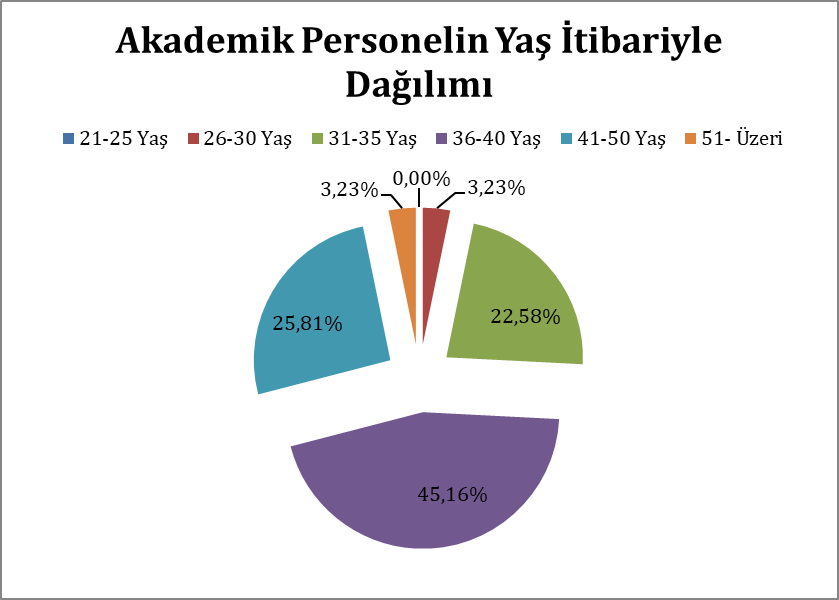 Akademik Personelin Yaş İtibariyle
Dağılımı
21-25 Yaş 26-30 Yaş 31-35 Yaş 36-40 Yaş 41-50 Yaş 51- Üzeri
3,23% 0,00% 3,23%
25,81% 22,58%
45,16%